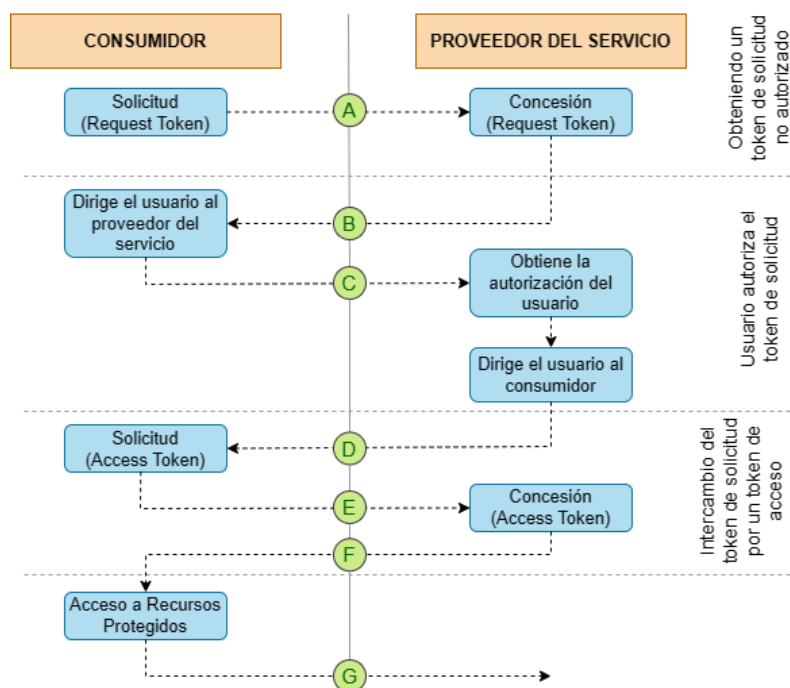 CONSUMIDOR
PROVEEDOR DEL SERVICIO
Obteniendo un
token de solicitud
no autorizado
Solicitud
(Request Token)
A
Concesión
(Request Token)
Dirige el usuario al
proveedor del
servicio
B
Usuario autoriza el
token de solicitud
C
Obtiene la
autorización del
usuario
Dirige el usuario al
consumidor
Solicitud
(Access Token)
D
Intercambio del
token de solicitud
por un token de
acceso
E
Concesión
(Access Token)
F
Acceso a Recursos
Protegidos
G